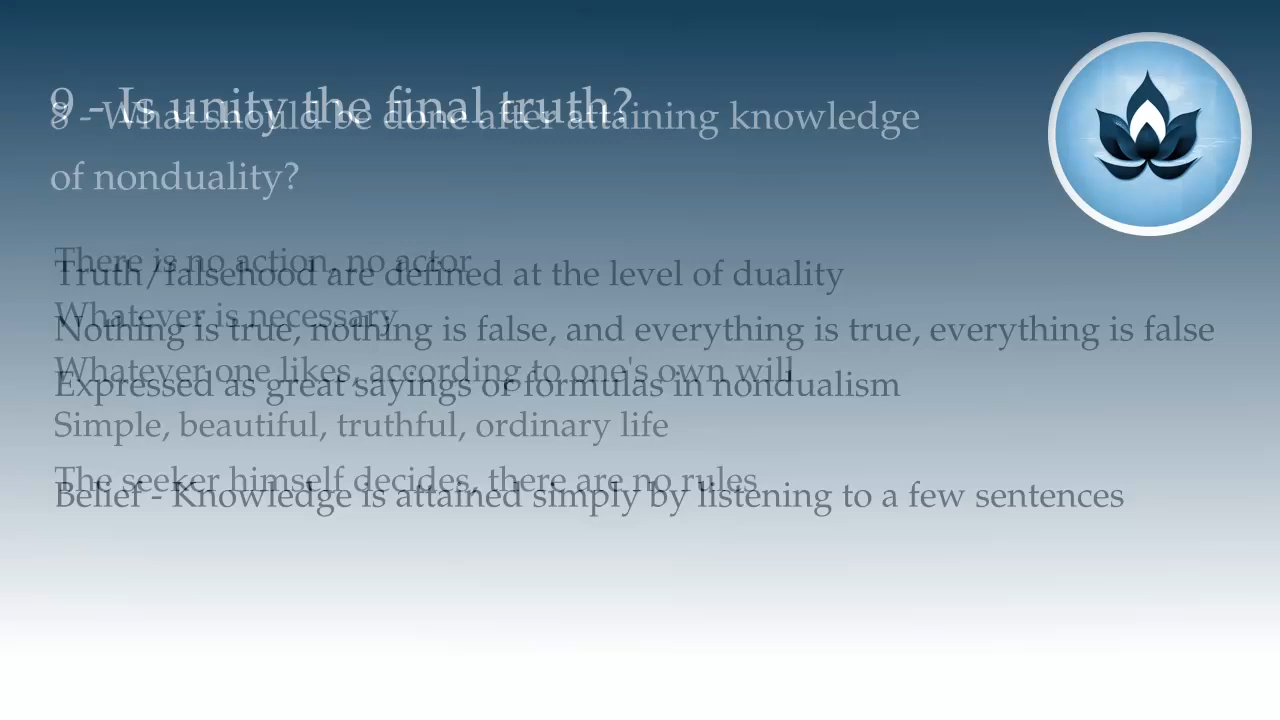 9 - Is unity the final truth?
8 - What should be done after attaining knowledge
of nonduality?
There is no action, no actor
Truth/falsehood are defined at the level of duality
Whatever is necessary
Nothing is true, nothing is false, and everything is true, everything is false
Whatever one likes, according to one's own will
Expressed as great sayings or formulas in nondualism
Simple, beautiful, truthful, ordinary life
The seeker himself decides, there are no rules
Belief - Knowledge is attained simply by listening to a few sentences